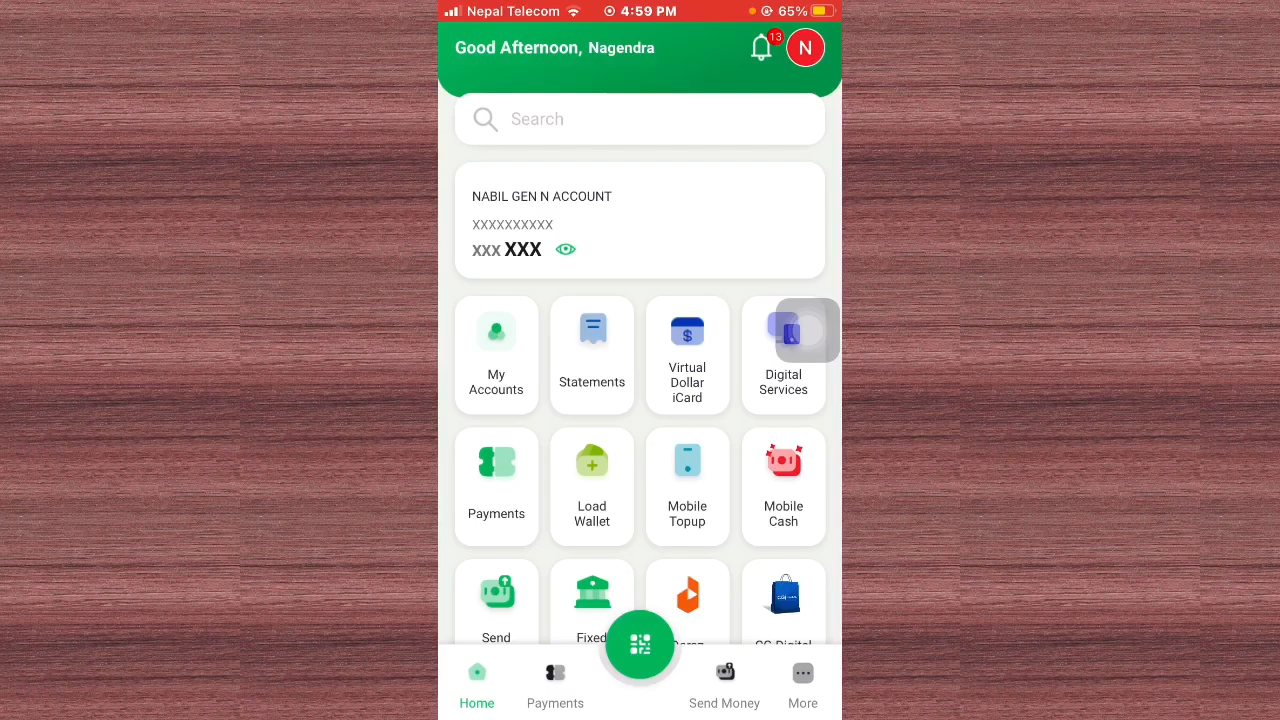 Nepal Telecom 4:59 PM 65%
Good Afternoon, Nagendra 13 N
Search
NABIL GEN N ACCOUNT
XXXXXXXXXX
XXX XXX
My
Accounts
Statements
Virtual
Dollar
iCard
Digital
Services
Payments
Load
Wallet
Mobile
Topup
Mobile
Cash
Send
Fixed
Home
Payments
Send Money
More